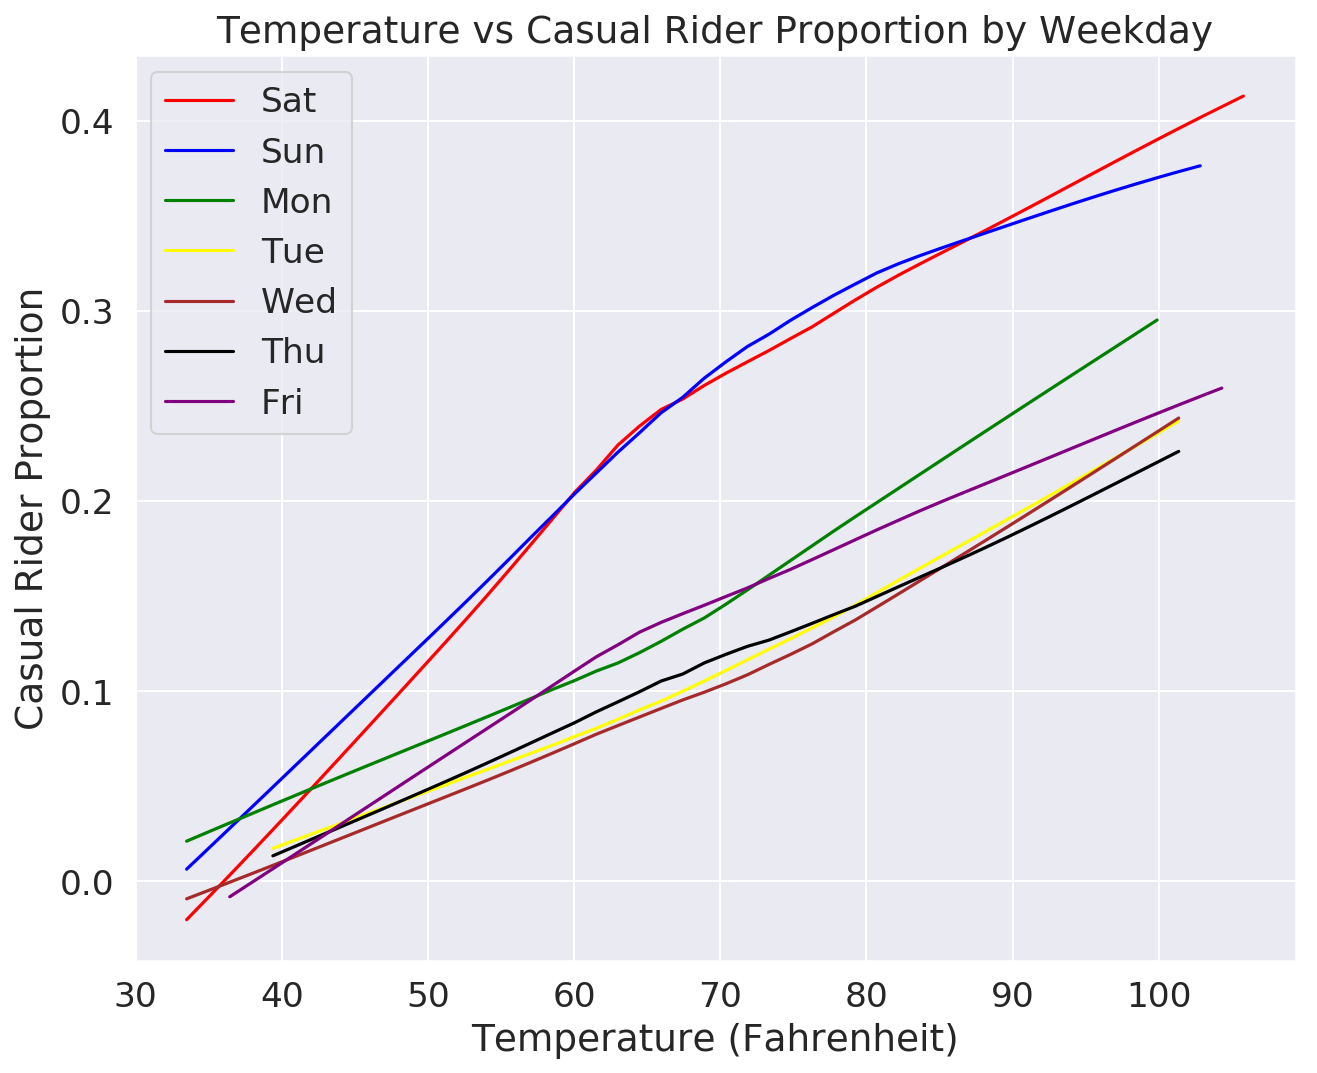 Temperature vs Casual Rider Proportion by Weekday
Sat
Sun
Mon
Tue
Wed
Thu
Fri
0.4
0.3
0.2
0.1
0.0
Casual Rider Proportion
30 40 50 60 70 80 90 100
Temperature (Fahrenheit)